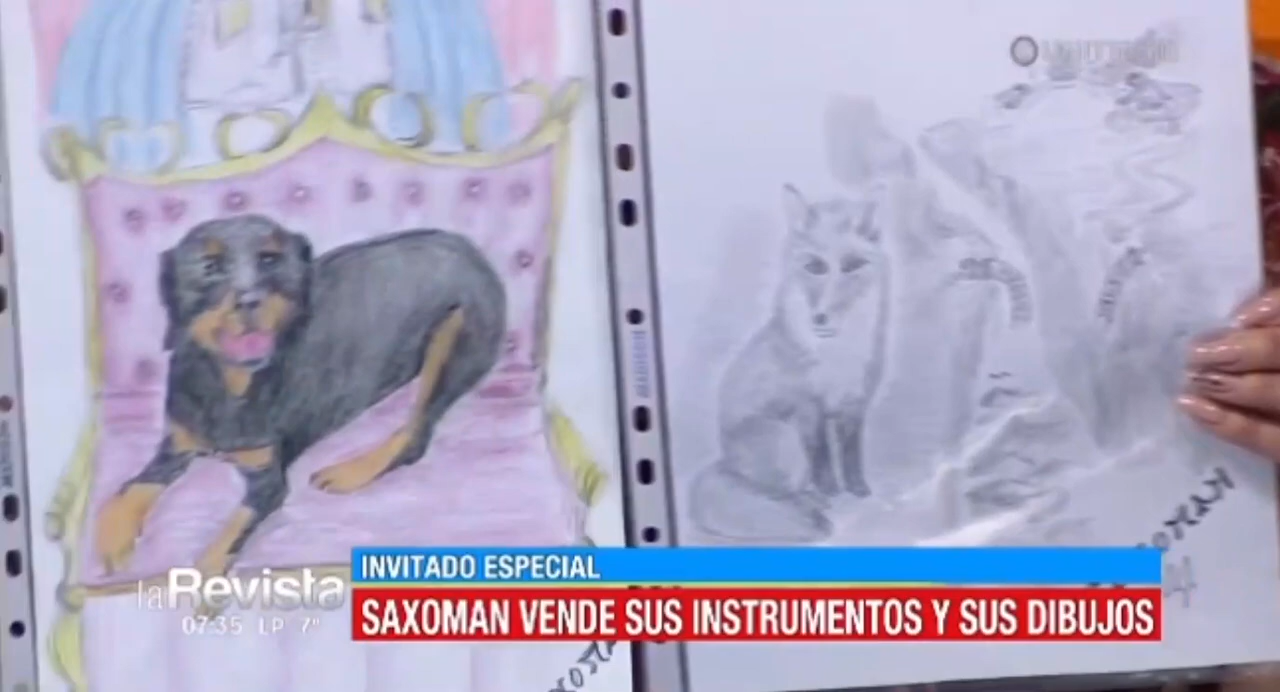 INVITADO ESPECIAL
SAXOMAN VENDE SUS INSTRUMENTOS Y SUS DIBUJOS
laRevista
07:35 LP 7°